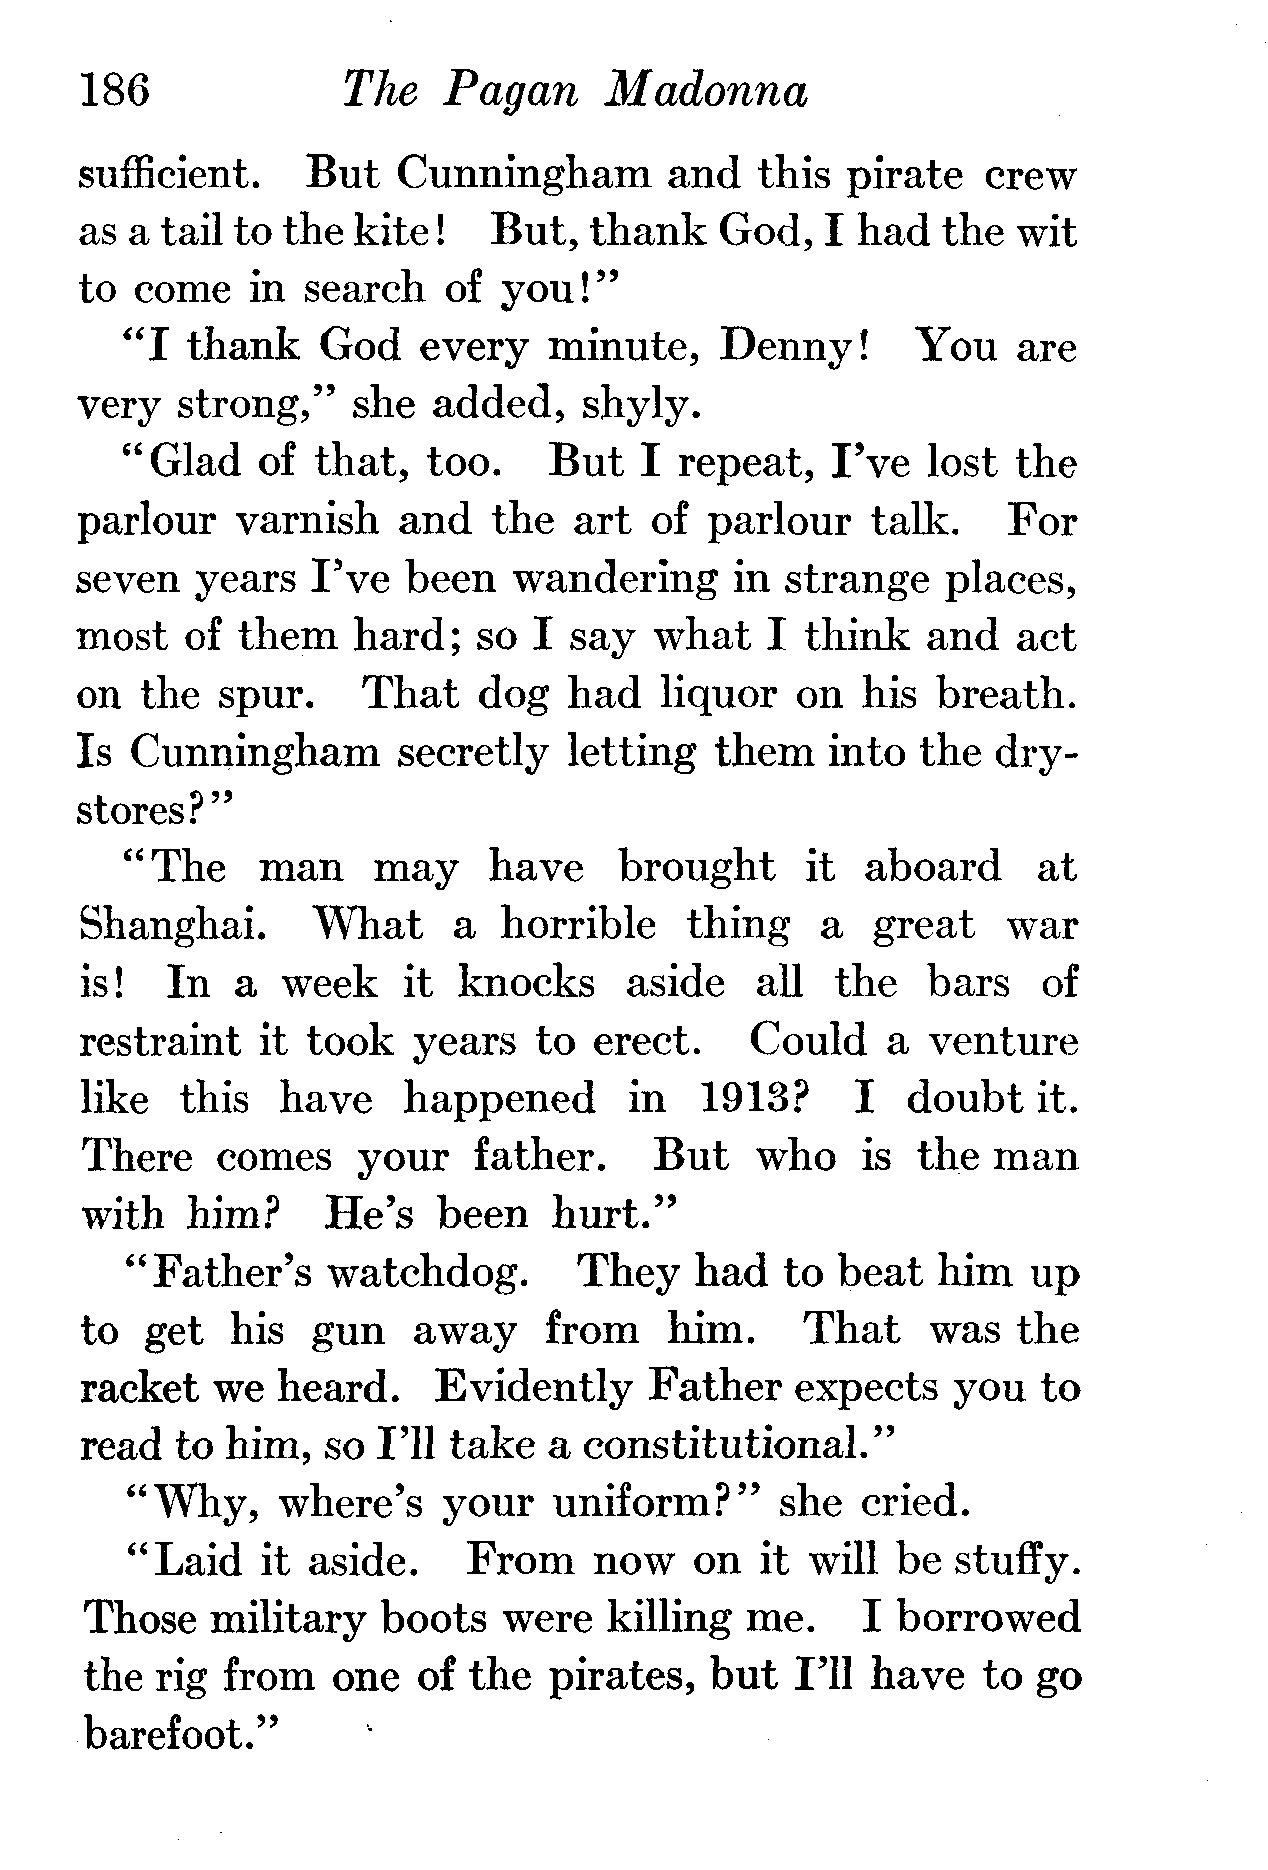 186 The Pagan Madonna
sufficient. But Cunningham and this pirate crew
as a tail to the kite! But, thank God, I had the wit
to come in search of you!”
“I thank God every minute, Denny! You are
very strong,” she added, shyly.
“Glad of that, too. But I repeat, I’ve lost the
parlour varnish and the art of parlour talk. For
seven years I’ve been wandering in strange places,
most of them hard; so I say what I think and act
on the spur. That dog had liquor on his breath.
Is Cunningham secretly letting them into the dry-
stores?”
“The man may have brought it aboard at
Shanghai. What a horrible thing a great war
is! In a week it knocks aside all the bars of
restraint it took years to erect. Could a venture
like this have happened in 1913? I doubt it.
There comes your father. But who is the man
with him? He’s been hurt.”
“Father’s watchdog. They had to beat him up
to get his gun away from him. That was the
racket we heard. Evidently Father expects you to
read to him, so I’ll take a constitutional.”
“Why, where’s your uniform?” she cried.
“Laid it aside. From now on it will be stuffy.
Those military boots were killing me. I borrowed
the rig from one of the pirates, but I’ll have to go
barefoot.”